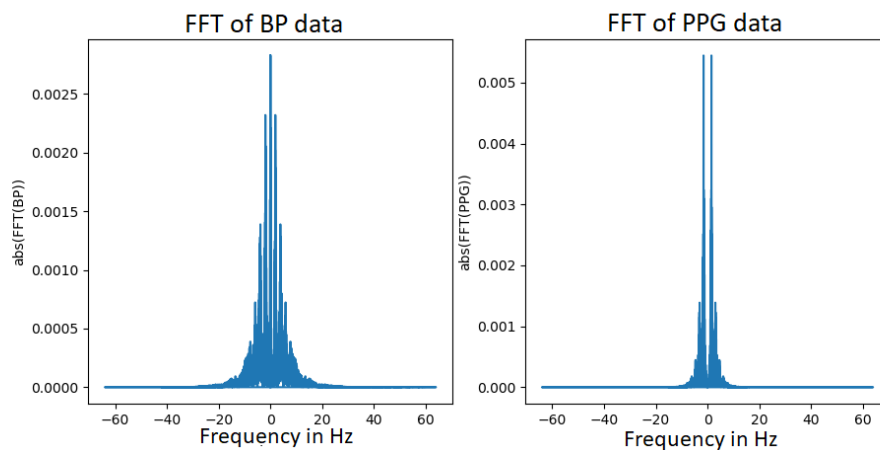 FFT of BP data
abs(FFT(BP))
0.0025
0.0020
0.0015
0.0010
0.0005
0.0000
−60 −40 −20 0 20 40 60
Frequency in Hz
FFT of PPG data
abs(FFT(PPG))
0.005
0.004
0.003
0.002
0.001
0.000
−60 −40 −20 0 20 40 60
Frequency in Hz